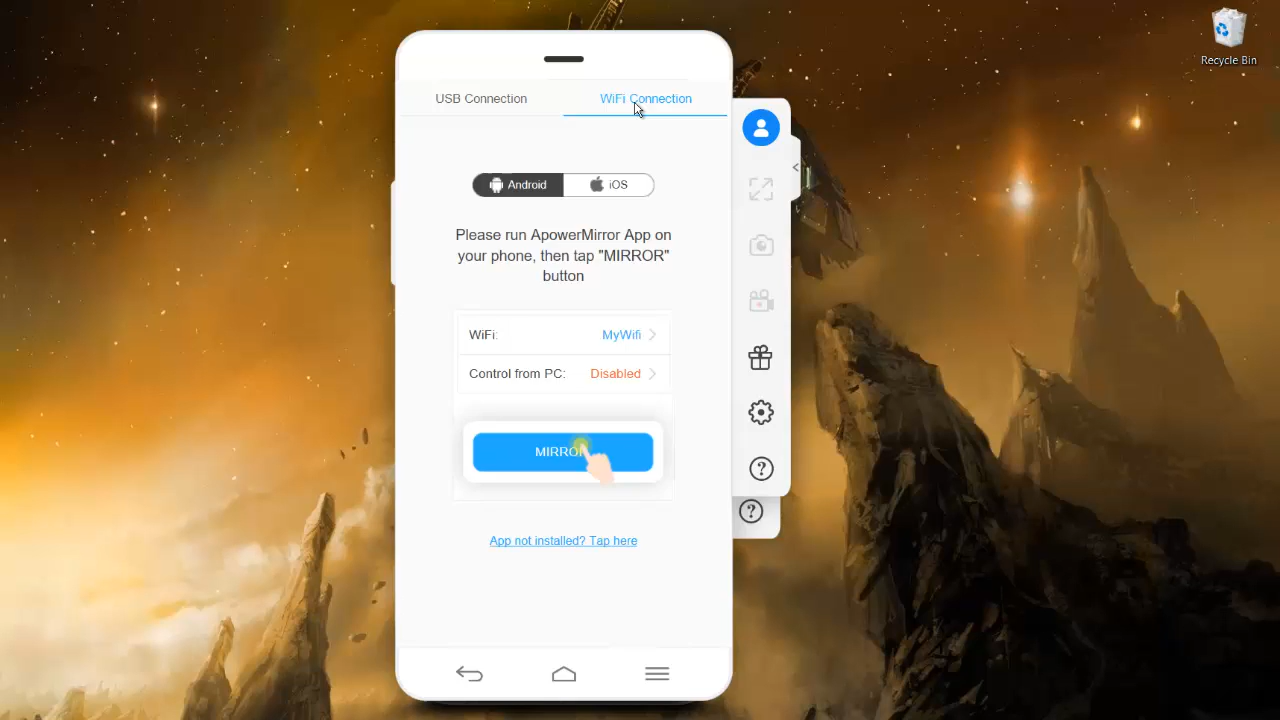 Recycle Bin
USB Connection
WiFi Connection
Android
iOS
Please run ApowerMirror App on
your phone, then tap "MIRROR"
button
WiFi:
MyWifi
Control from PC:
Disabled
MIRROR
App not installed? Tap here